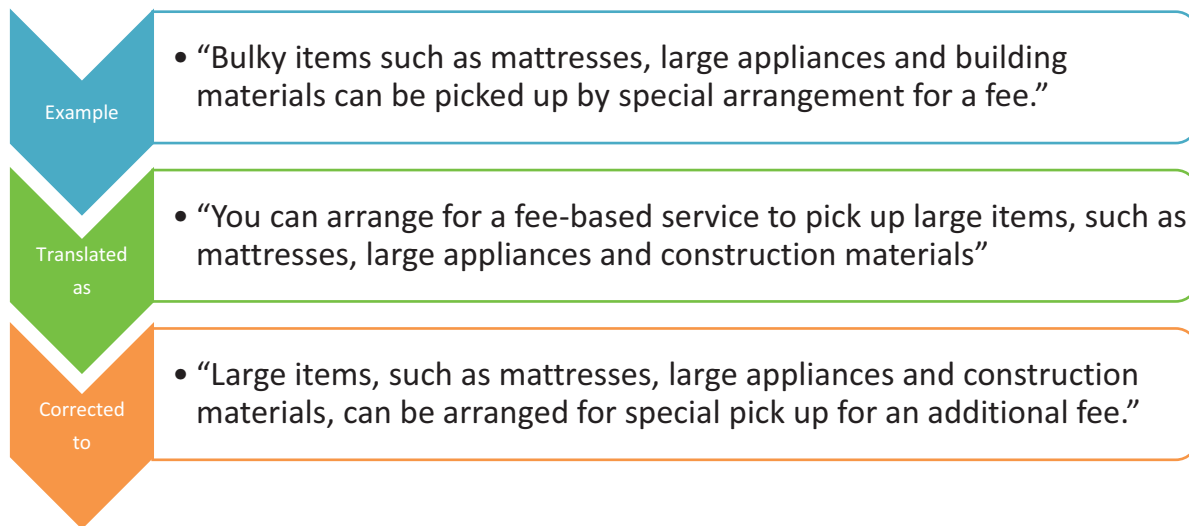 Example
• “Bulky items such as mattresses, large appliances and building
materials can be picked up by special arrangement for a fee.”
Translated
as
• “You can arrange for a fee-based service to pick up large items, such as
mattresses, large appliances and construction materials”
Corrected
to
• “Large items, such as mattresses, large appliances and construction
materials, can be arranged for special pick up for an additional fee.”